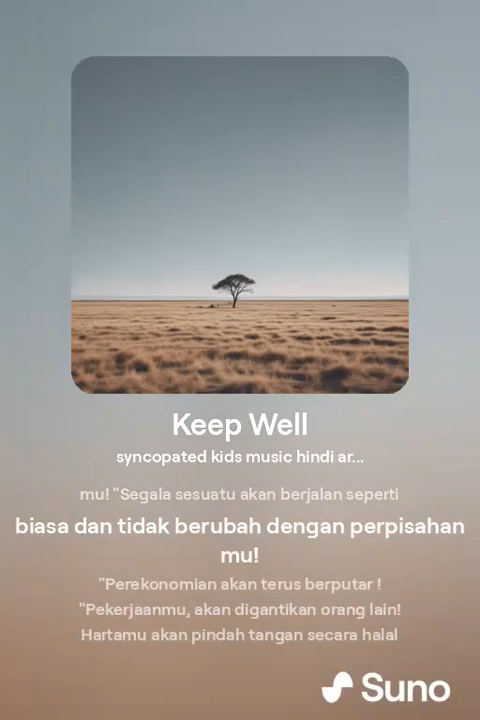 Keep Well
syncopated kids music hindi ar...
mu! "Segala sesuatu akan berjalan seperti
biasa dan tidak berubah dengan perpisahan
mu!
"Perekonomian akan terus berputar !
"Pekerjaanmu, akan digantikan orang lain!
Hartamu akan pindah tangan secara halal
Suno